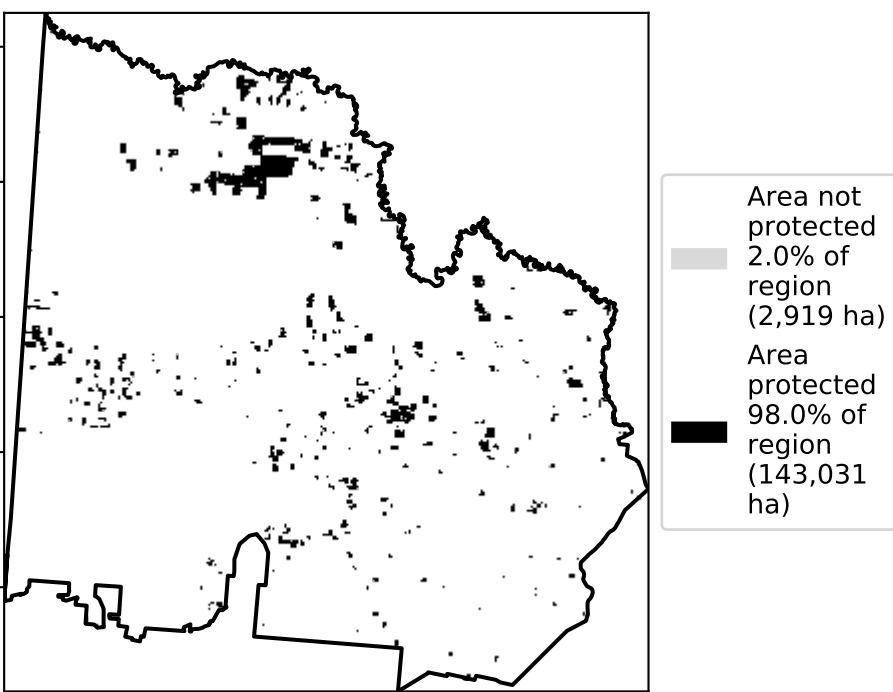 Area not
protected
2.0% of
region
(2,919 ha)
Area
protected
98.0% of
region
(143,031
ha)